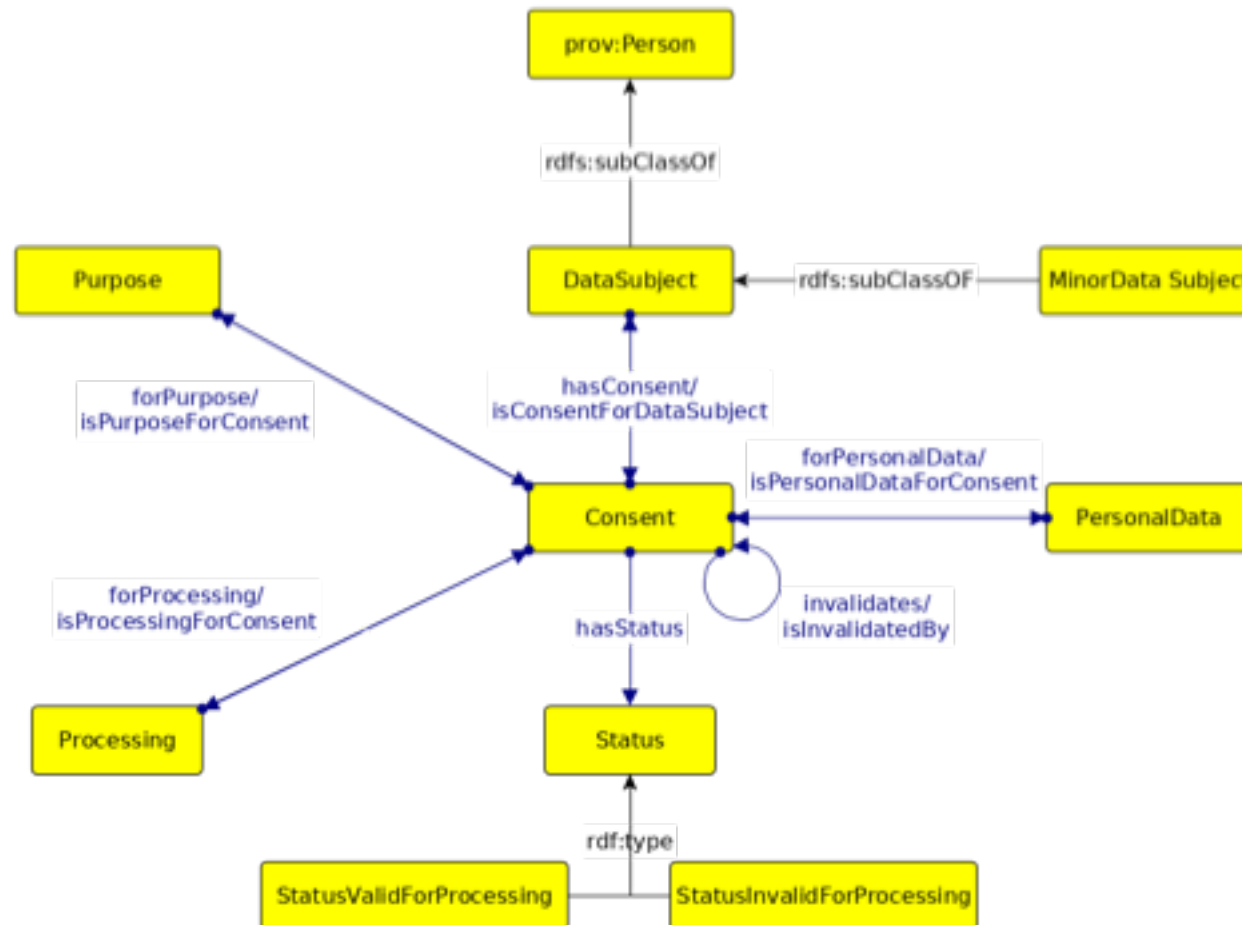 prov:Person
rdfs:subClassOf
Purpose
DataSubject
rdfs:subClassOF
MinorData Subject
forPurpose/
isPurposeForConsent
hasConsent/
isConsentForDataSubject
forPersonalData/
isPersonalDataForConsent
Consent
PersonalData
forProcessing/
isProcessingForConsent
hasStatus
invalidates/
isInvalidatedBy
Processing
Status
rdf:type
StatusValidForProcessing
StatusInvalidForProcessing